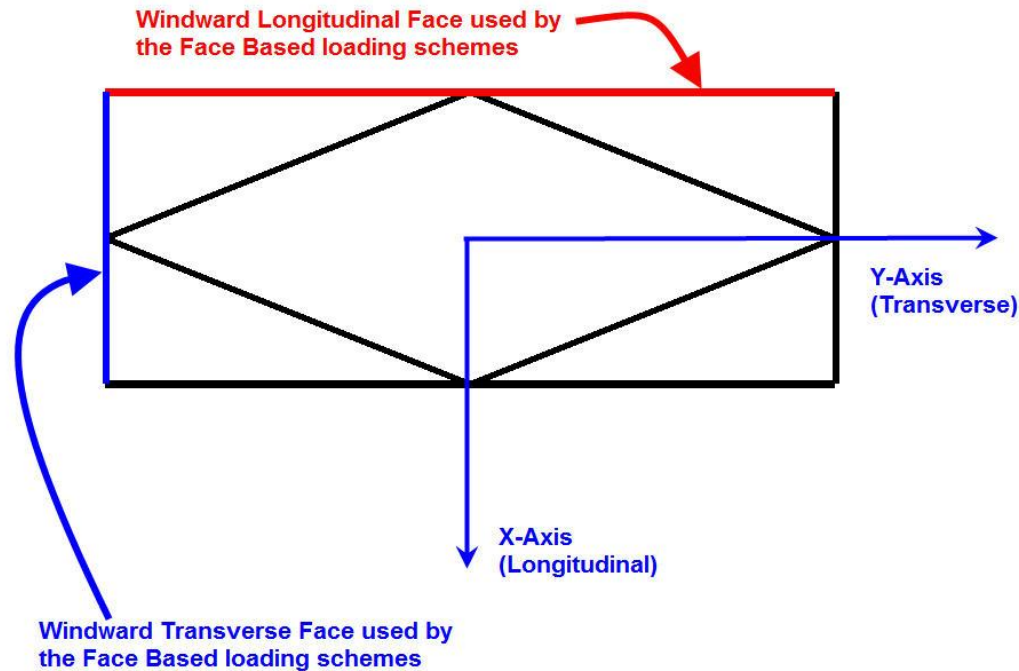 Windward Longitudinal Face used by
the Face Based loading schemes
Y-Axis
(Transverse)
X-Axis
(Longitudinal)
Windward Transverse Face used by
the Face Based loading schemes